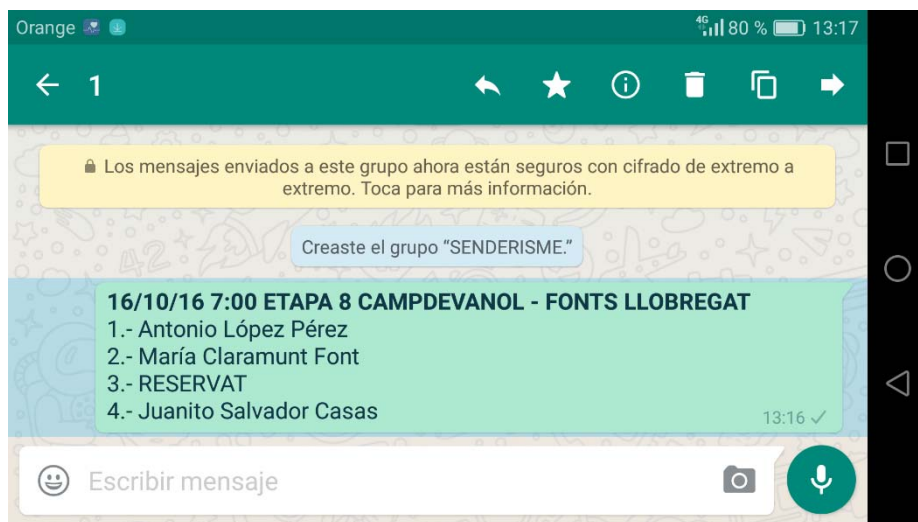 Orange 4G 80 % 13:17
1
Los mensajes enviados a este grupo ahora están seguros con cifrado de extremo a
extremo. Toca para más información.
Creaste el grupo “SENDERISME.”
16/10/16 7:00 ETAPA 8 CAMPDEVANOL - FONTS LLOBREGAT
1.- Antonio López Pérez
2.- María Claramunt Font
3.- RESERVAT
4.- Juanito Salvador Casas
13:16
Escribir mensaje